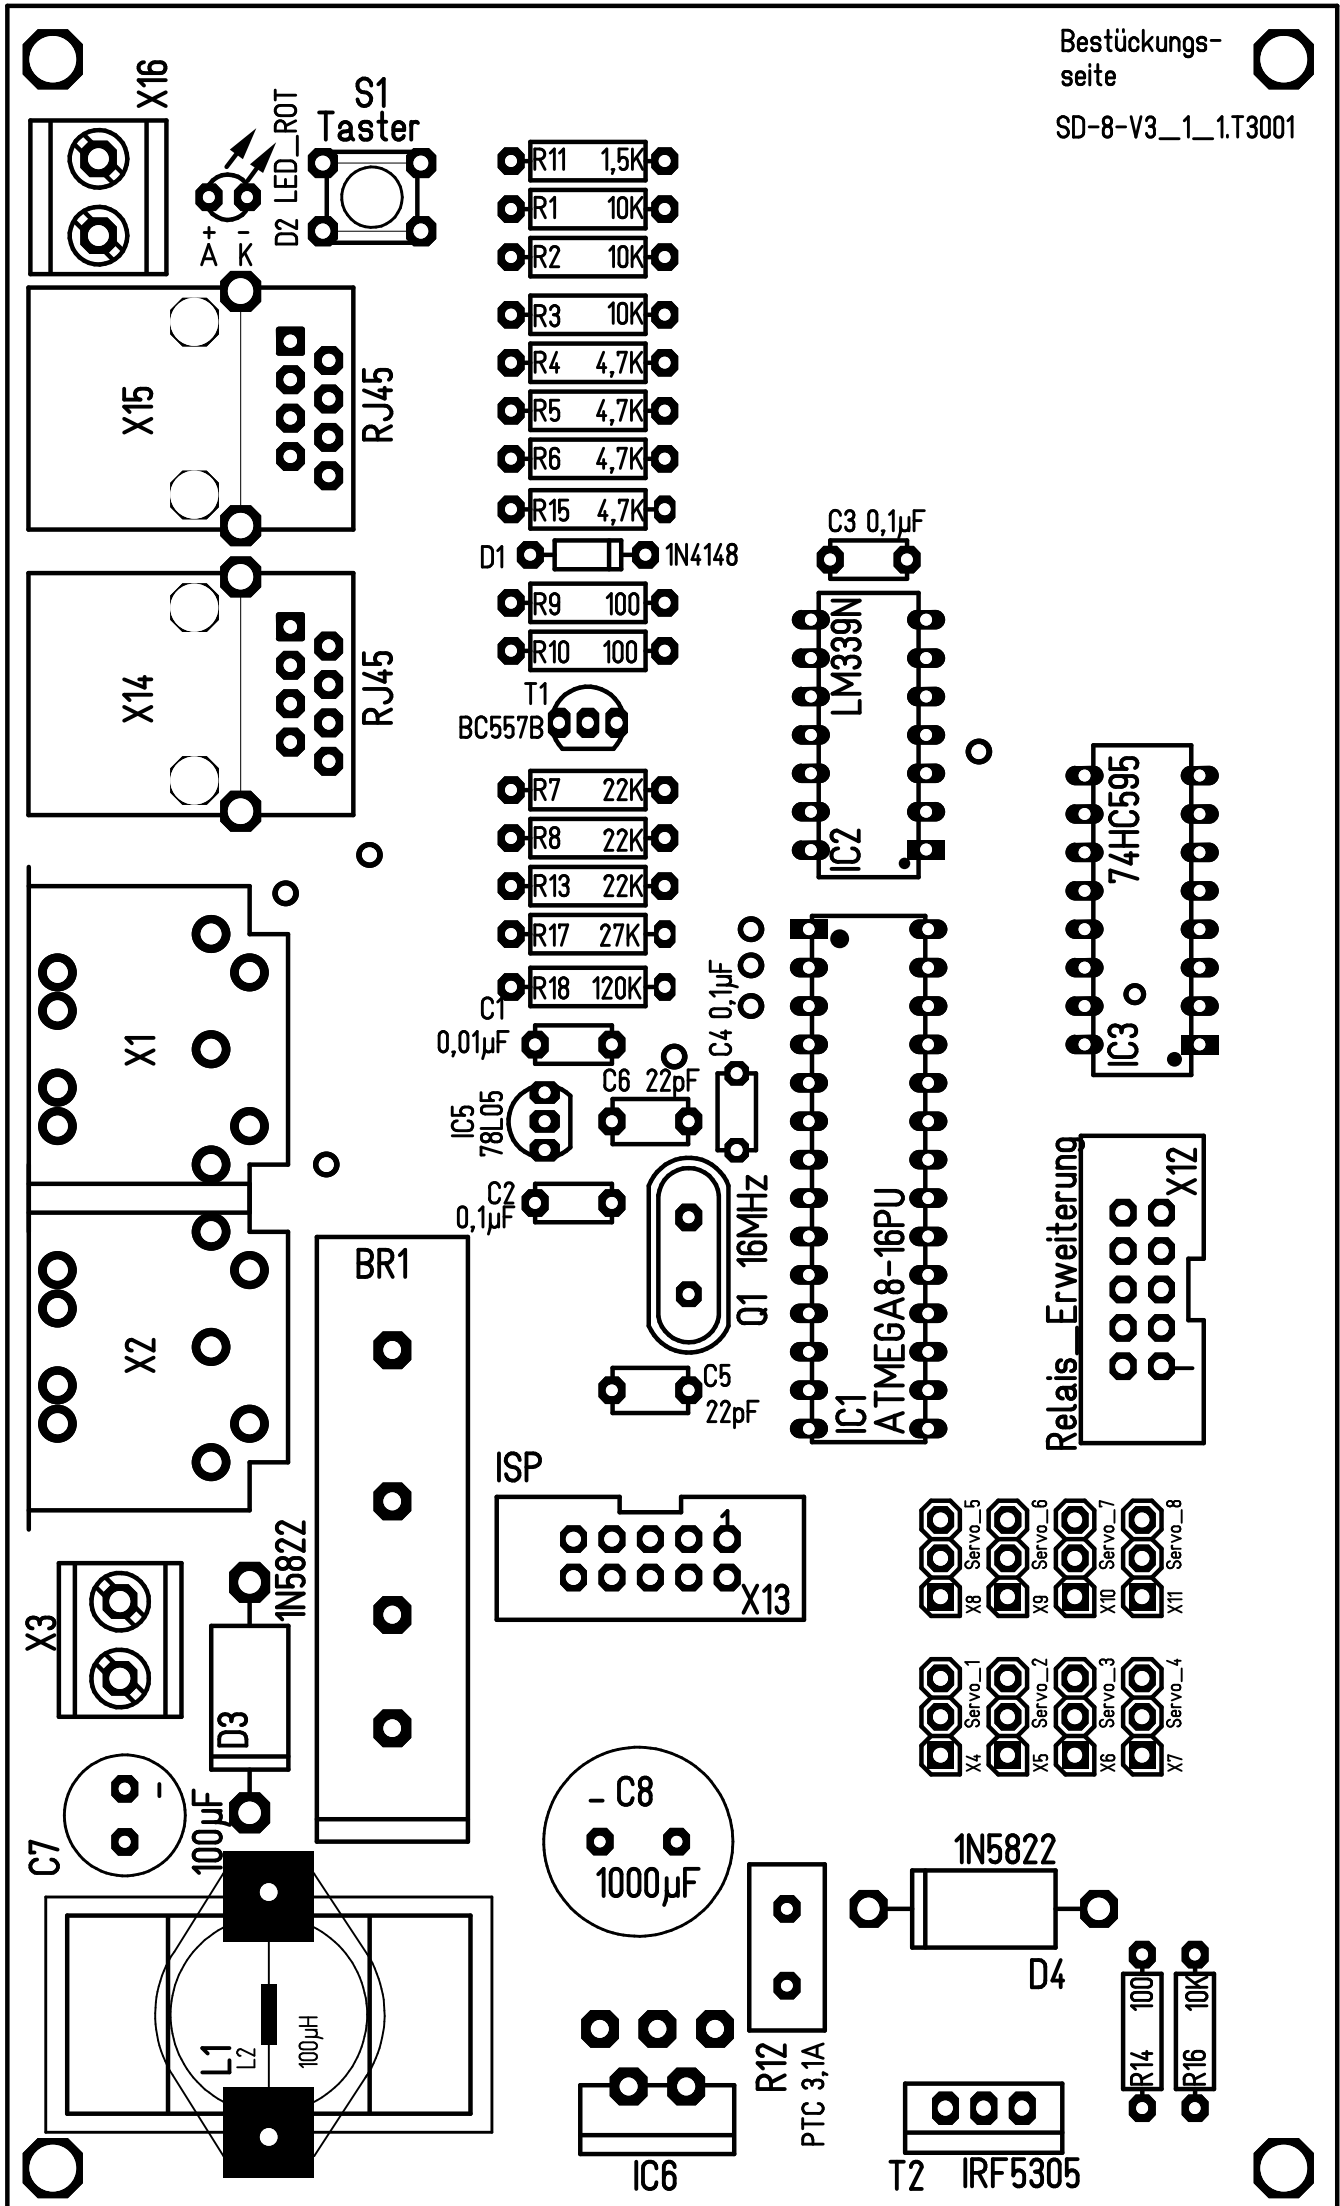 Bestückungs-
seite
SD-8-V3_1_1.T3001
X16
LED_ROT
D2
+ -
A K
S1
Taster
R11 1,5K
R1 10K
R2 10K
R3 10K
R4 4,7K
R5 4,7K
R6 4,7K
R15 4,7K
D1 1N4148
R9 100
R10 100
T1
BC557B
R7 22K
R8 22K
R13 22K
R17 27K
R18 120K
X15
RJ45
X14
RJ45
C3 0,1µF
LM339N
IC2
74HC595
IC3
C1
0,01µF
C4 0,1µF
C6 22pF
IC5
78L05
C2
0,1µF
Q1 16MHz
C5
22pF
IC1
ATMEGA8-16PU
X12
Relais_Erweiterung
X1
X2
BR1
ISP
1
X13
Servo_5
X8
Servo_6
X9
Servo_7
X10
Servo_8
X11
Servo_1
X4
Servo_2
X5
Servo_3
X6
Servo_4
X7
X3
1N5822
D3
C7
-
100µF
- C8
1000µF
1N5822
D4
L1
L2
100µH
R12
PTC 3,1A
R14 100
R16 10K
IC6
T2 IRF5305